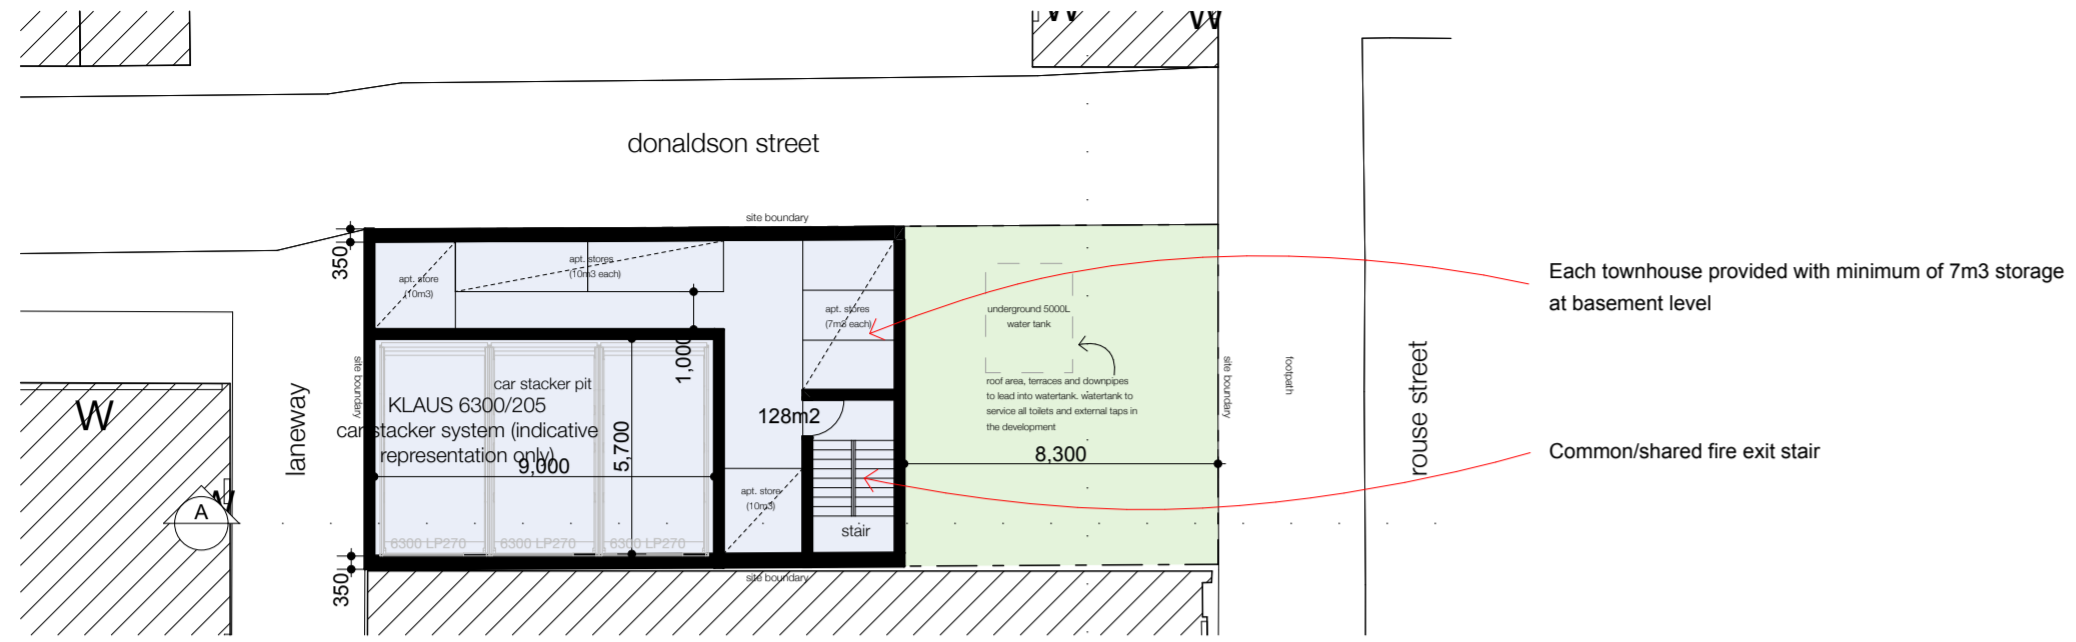 W
W
donaldson street
site boundary
350
apt. store
(10m3)
apt. stores
(10m3 each)
apt. stores
(7m3 each)
underground 5000L
water tank
Each townhouse provided with minimum of 7m3 storage
at basement level
1,000
site boundary
laneway
W
car stacker pit
KLAUS 6300/205
car stacker system (indicative
representation only)
9,000
5,700
128m2
roof area, terraces and downpipes
to lead into watertank. watertank to
service all toilets and external taps in
the development
8,300
site boundary
footpath
rouse street
Common/shared fire exit stair
W
A
apt. store
(10m3)
stair
6300 LP270
6300 LP270
6300 LP270
350
site boundary